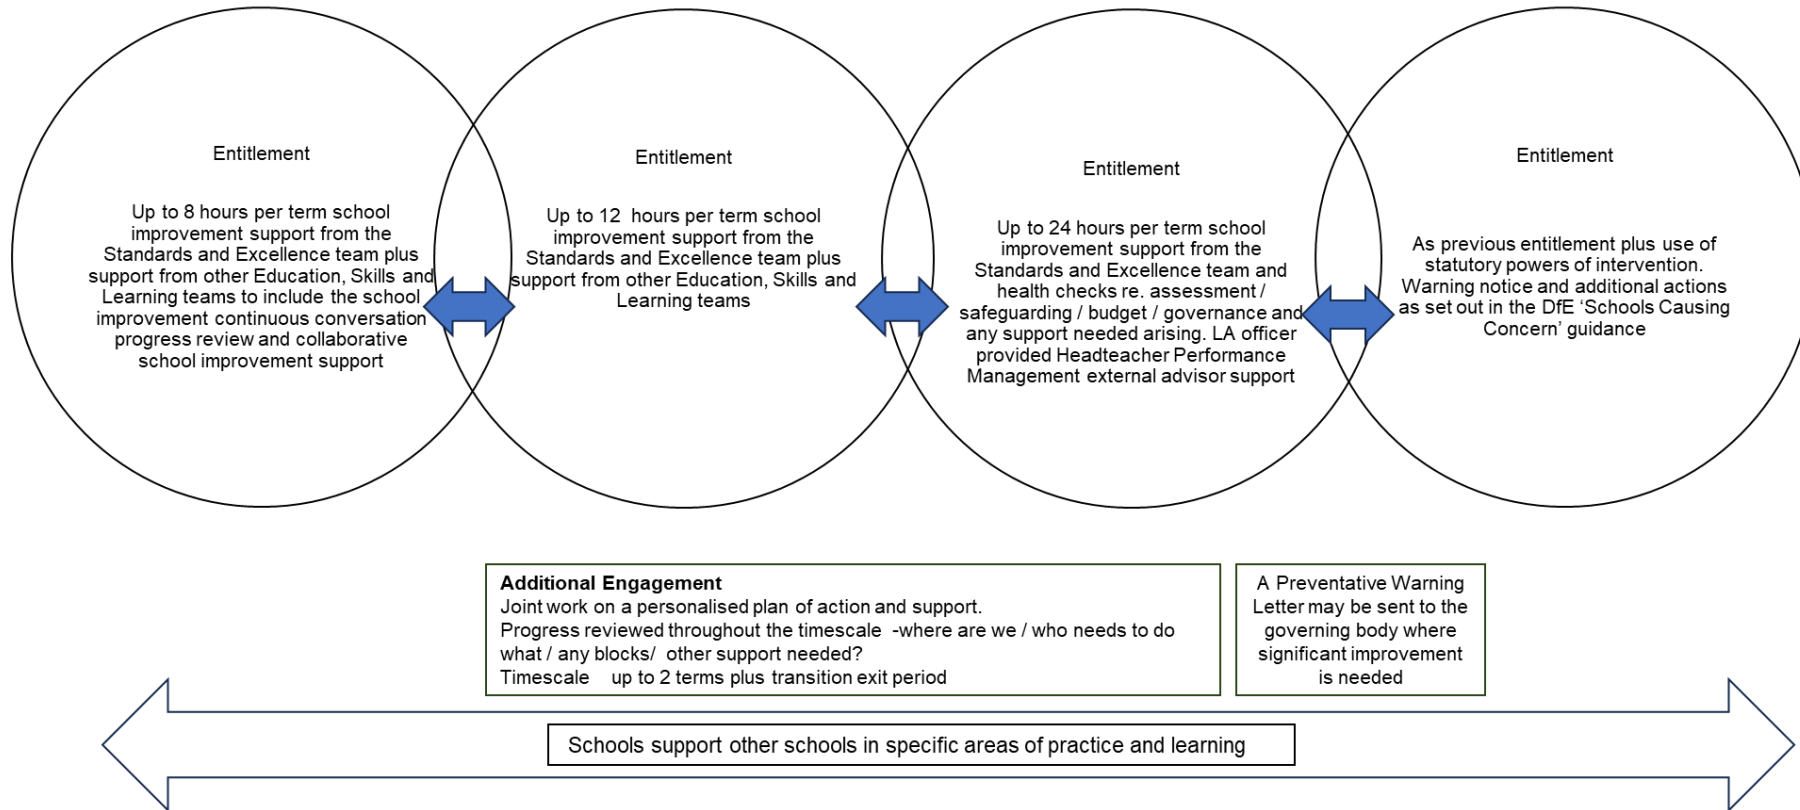 Entitlement
Up to 8 hours per term school
improvement support from the
Standards and Excellence team plus
support from other Education, Skills and
Learning teams to include the school
improvement continuous conversation
progress review and collaborative
school improvement support
Entitlement
Up to 12 hours per term school
improvement support from the
Standards and Excellence team plus
support from other Education, Skills and
Learning teams
Entitlement
Up to 24 hours per term school
improvement support from the
Standards and Excellence team and
health checks re. assessment /
safeguarding / budget / governance and
any support needed arising. LA officer
provided Headteacher Performance
Management external advisor support
Entitlement
As previous entitlement plus use of
statutory powers of intervention.
Warning notice and additional actions
as set out in the DfE ‘Schools Causing
Concern’ guidance
Additional Engagement
Joint work on a personalised plan of action and support.
Progress reviewed throughout the timescale -where are we / who needs to do
what / any blocks/ other support needed?
Timescale up to 2 terms plus transition exit period
A Preventative Warning
Letter may be sent to the
governing body where
significant improvement
is needed
Schools support other schools in specific areas of practice and learning